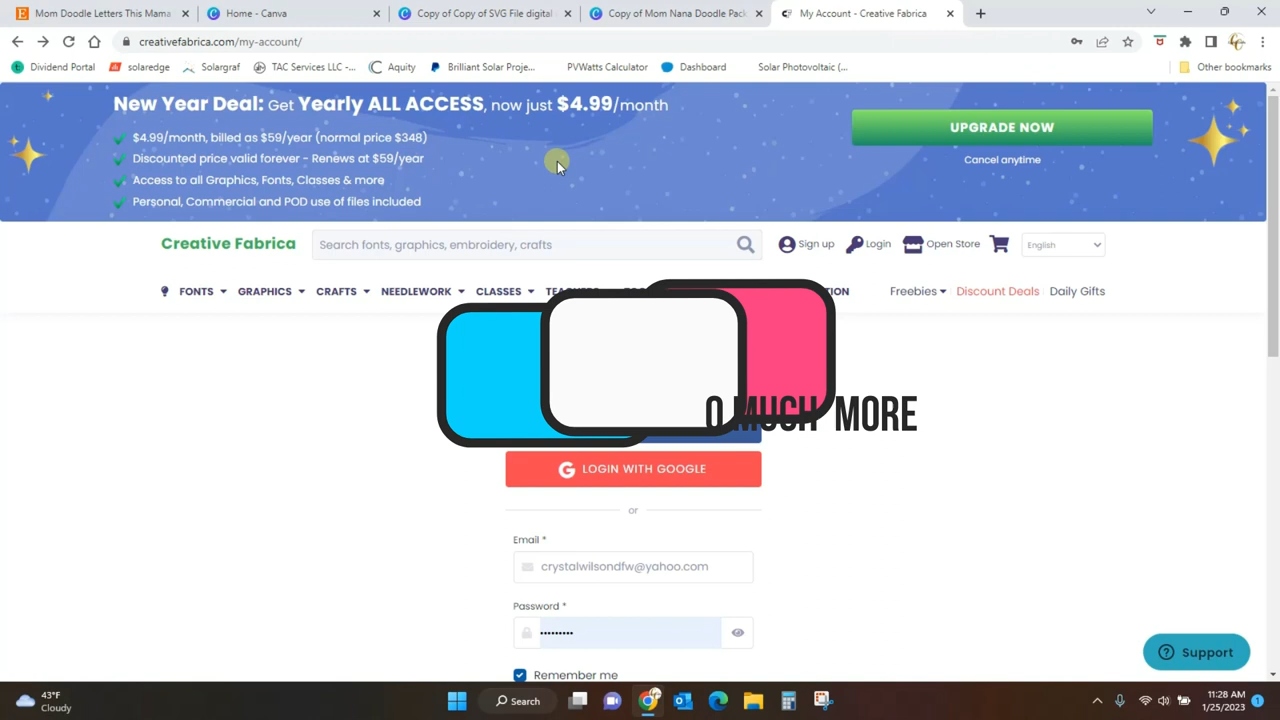 Mom Doodle Letters This Mama
Home - Canva
Copy of Copy of SVG File digital
Copy of Mom Nana Doodle Pack
My Account - Creative Fabrica
creativefabrica.com/my-account/
Dividend Portal
solaredge
Solargraf
TAC Services LLC -...
Aquity
Brilliant Solar Proje...
PVWatts Calculator
Dashboard
Solar Photovoltaic (...
Other bookmarks
New Year Deal: Get Yearly ALL ACCESS, now just $4.99/month
$4.99/month, billed as $59/year (normal price $348)
Discounted price valid forever - Renews at $59/year
Access to all Graphics, Fonts, Classes & more
Personal, Commercial and POD use of files included
UPGRADE NOW
Cancel anytime
Creative Fabrica
Search fonts, graphics, embroidery, crafts
Sign up
Login
Open Store
English
FONTS
GRAPHICS
CRAFTS
NEEDLEWORK
CLASSES
Freebies
Discount Deals
Daily Gifts
O MUCH MORE
LOGIN WITH GOOGLE
or
Email *
crystalwilsondfw@yahoo.com
Password *
•••••••••
Remember me
Support
43°F
Cloudy
Search
11:28 AM
1/25/2023
1